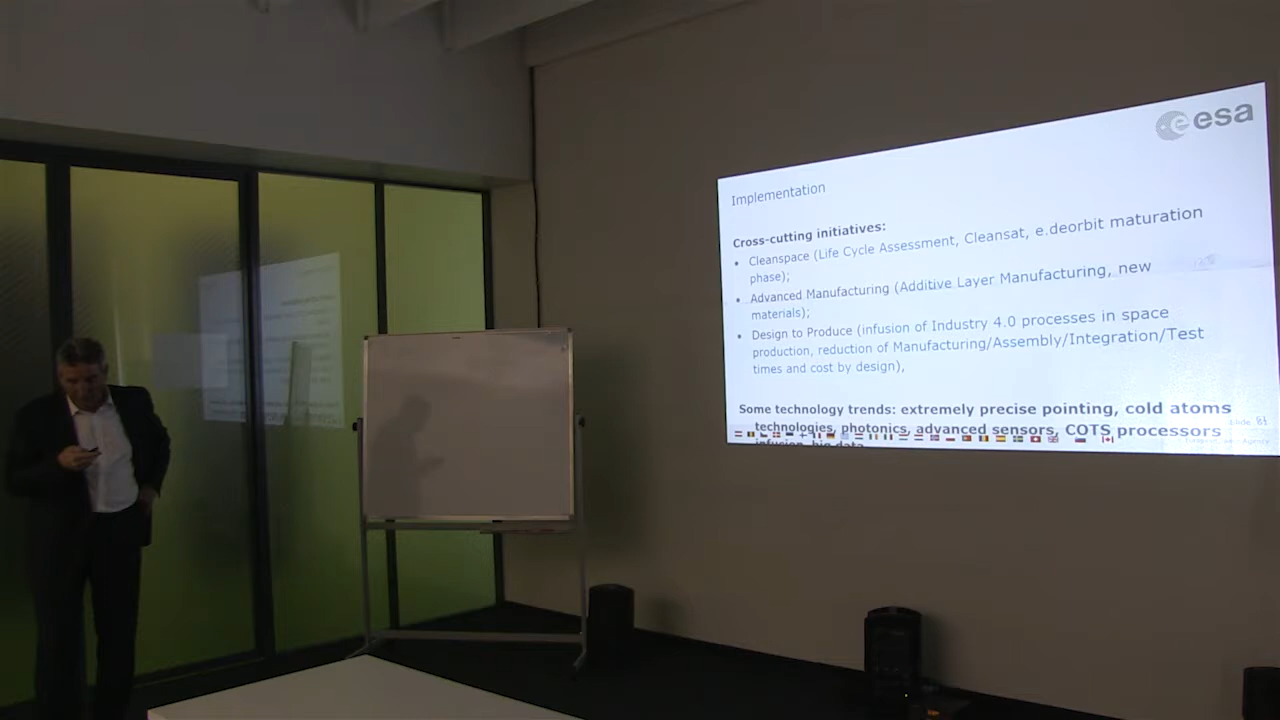 esa
Implementation
Cross-cutting initiatives:
• Cleanspace (Life Cycle Assessment, Cleansat, e.deorbit maturation
phase);
• Advanced Manufacturing (Additive Layer Manufacturing, new
materials);
• Design to Produce (infusion of Industry 4.0 processes in space
production, reduction of Manufacturing/Assembly/Integration/Test
times and cost by design),
Some technology trends: extremely precise pointing, cold atoms
technologies, photonics, advanced sensors, COTS processors
infusion, big data